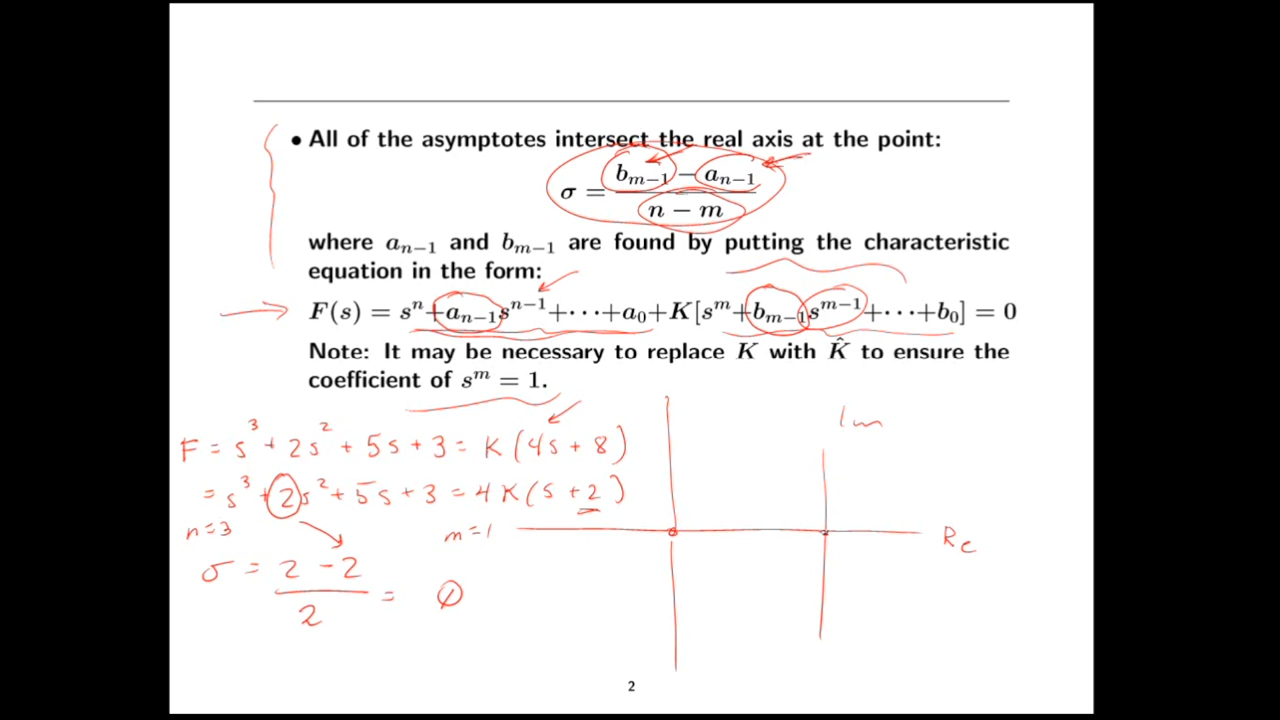 • All of the asymptotes intersect the real axis at the point:
σ = (b_{m−1} − a_{n−1}) / (n − m)
where a_{n−1} and b_{m−1} are found by putting the characteristic
equation in the form:
F(s) = s^n + a_{n−1}s^{n−1} + ··· + a_0 + K[s^m + b_{m−1}s^{m−1} + ··· + b_0] = 0
Note: It may be necessary to replace K with K̂ to ensure the
coefficient of s^m = 1.
F = s^3 + 2s^2 + 5s + 3 = K(4s + 8)
= s^3 + 2s^2 + 5s + 3 = 4K(s + 2)
n=3
m=1
σ = (2 − 2) / 2 = 0
Im
Re
2